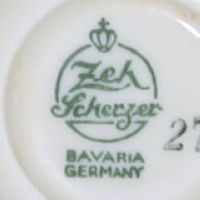 Zeh
Scherzer
27
BAVARIA
GERMANY